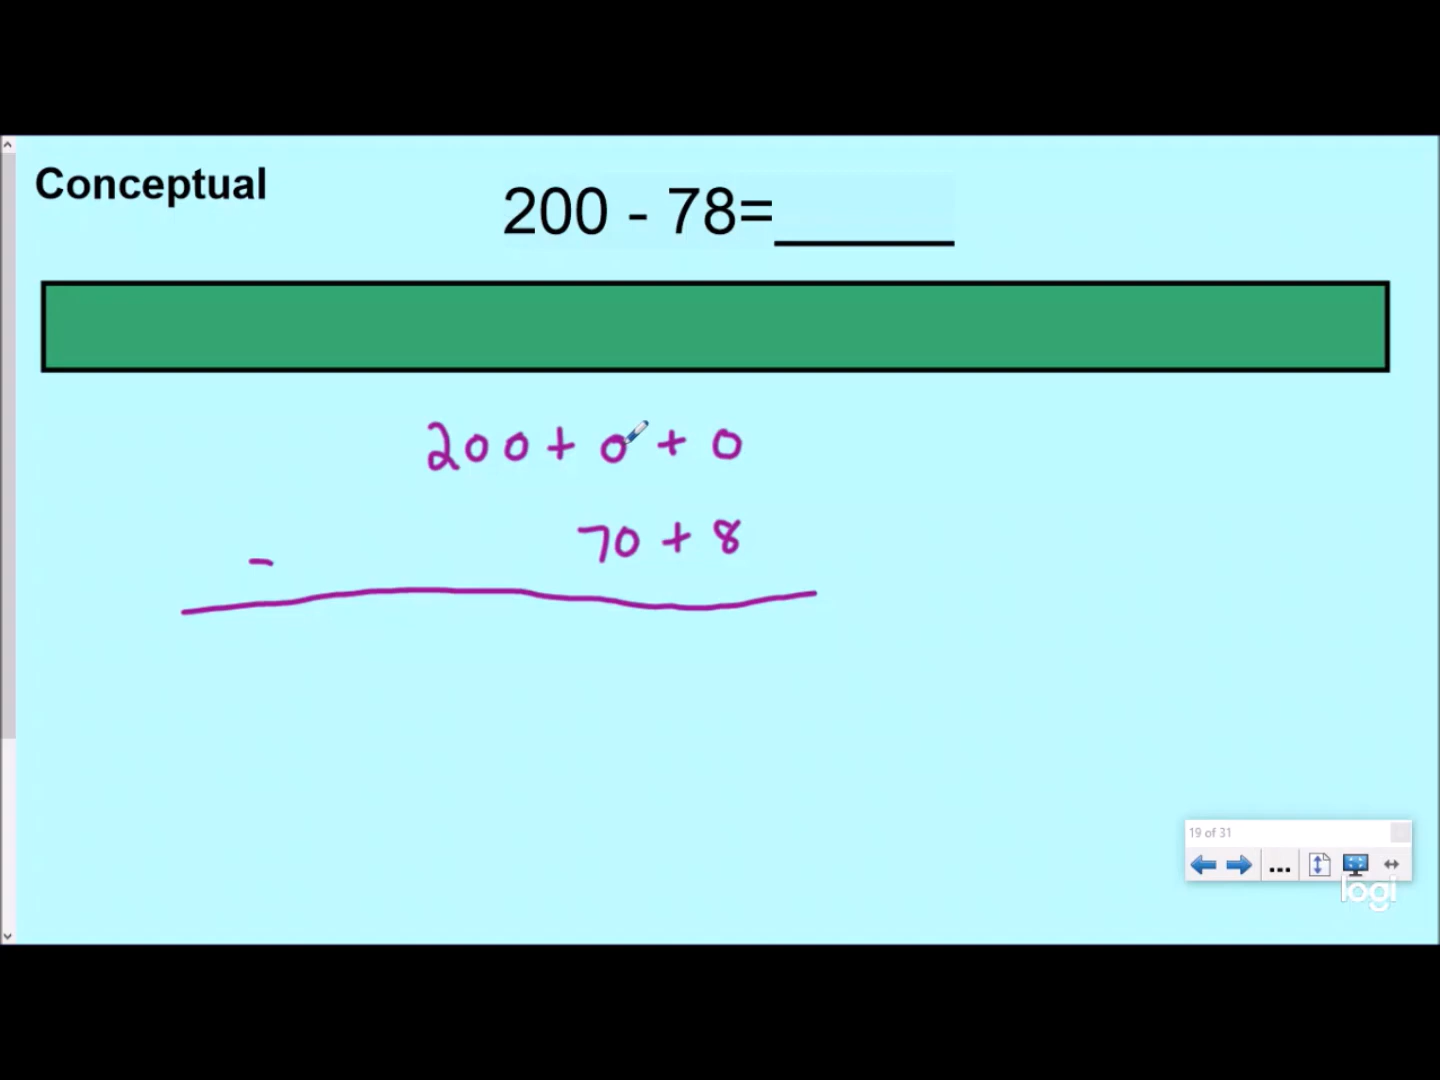 Conceptual
200 - 78=______
200 + 0 + 0
70 + 8
-
19 of 31
...
logi